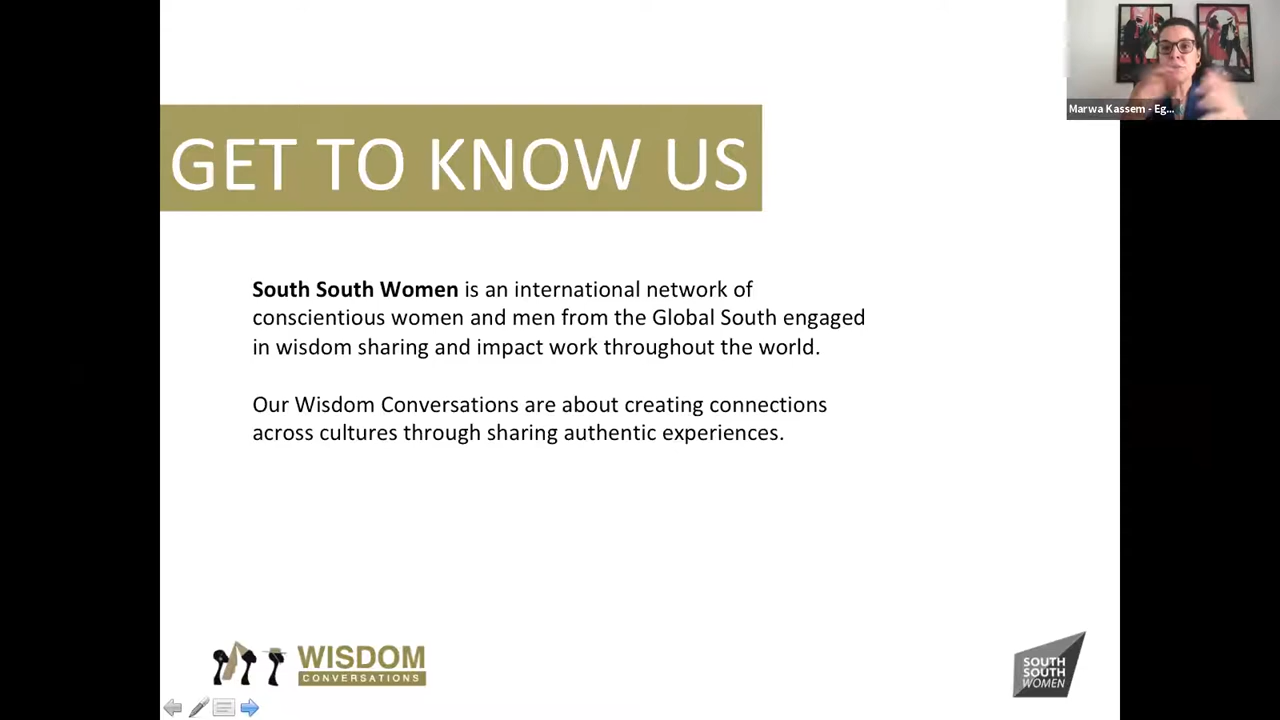 Marwa Kassem - Eg...
GET TO KNOW US
South South Women is an international network of
conscientious women and men from the Global South engaged
in wisdom sharing and impact work throughout the world.
Our Wisdom Conversations are about creating connections
across cultures through sharing authentic experiences.
WISDOM
CONVERSATIONS
SOUTH
SOUTH
WOMEN